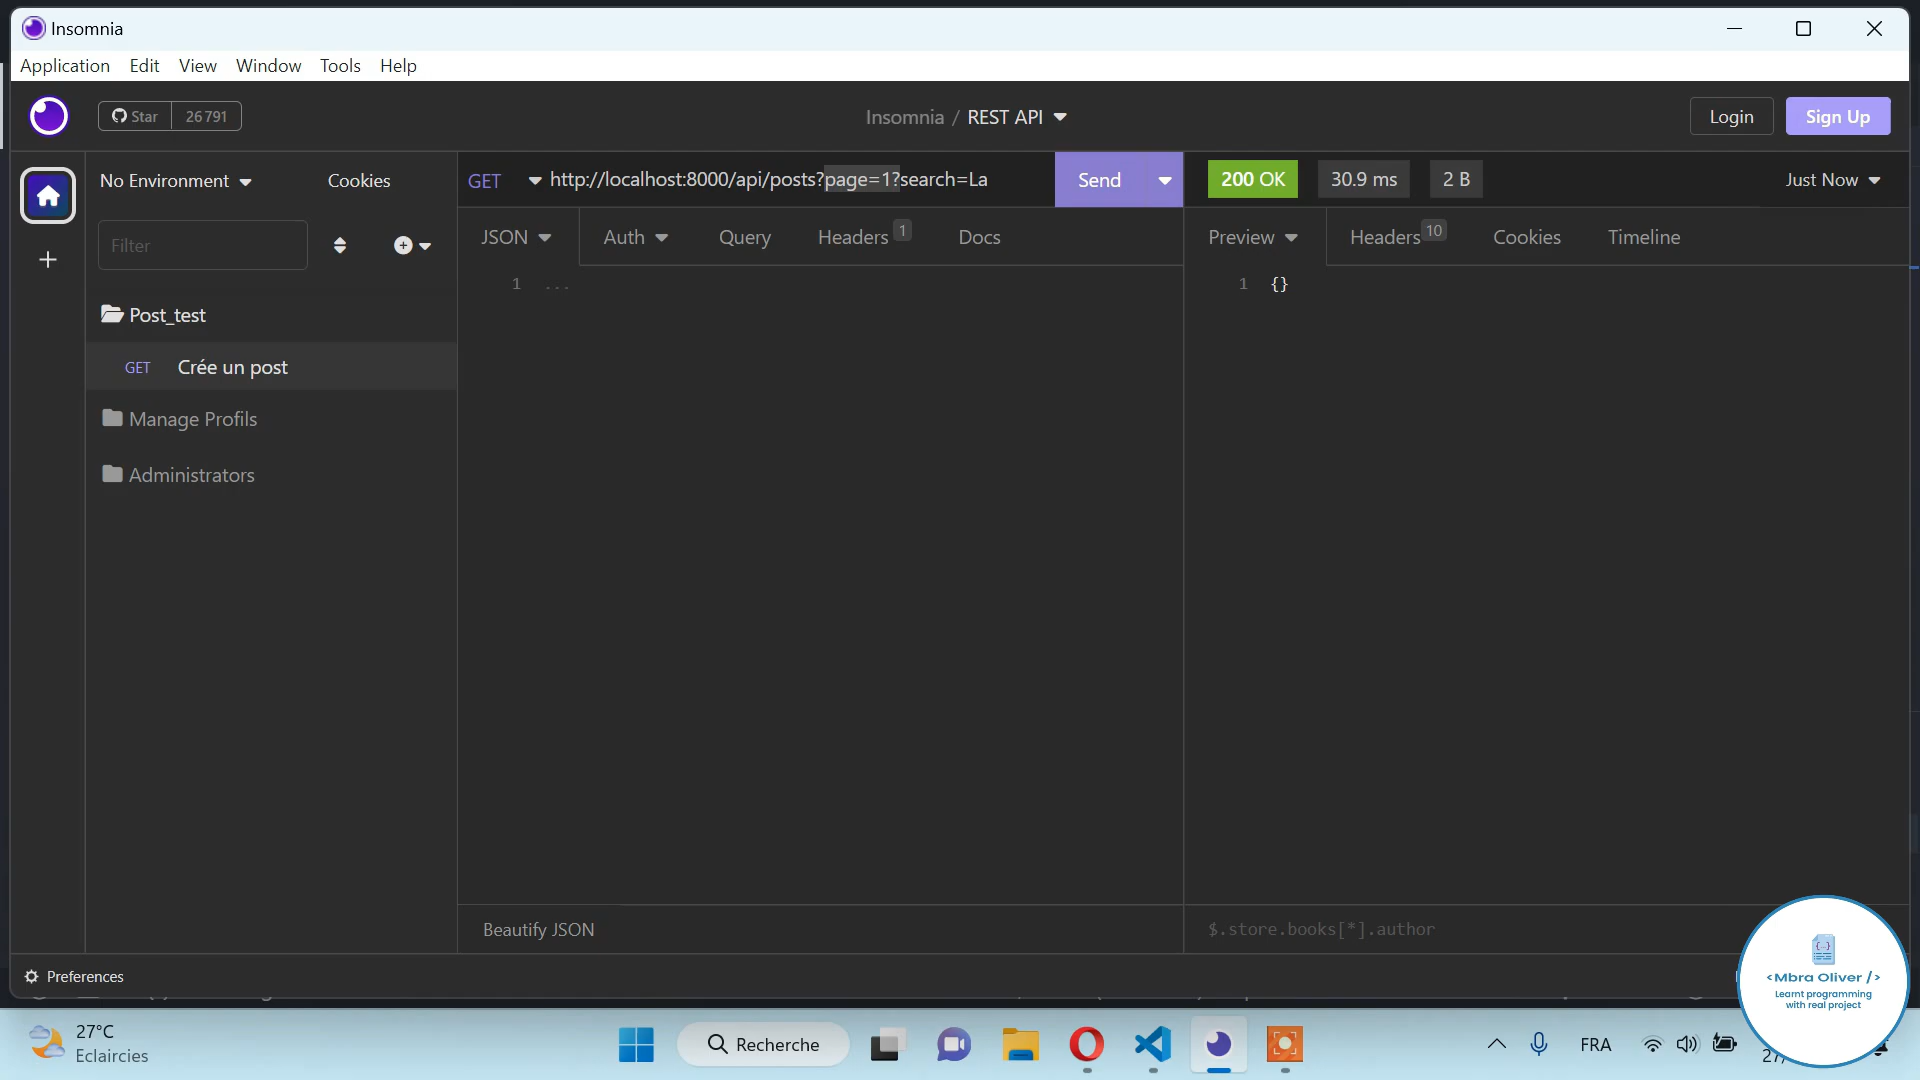 Insomnia
Application Edit View Window Tools Help
Star 26 791
Insomnia / REST API
Login
Sign Up
No Environment
Cookies
GET http://localhost:8000/api/posts?page=1?search=La
Send
200 OK
30.9 ms
2 B
Just Now
Filter
JSON
Auth
Query
Headers 1
Docs
Preview
Headers 10
Cookies
Timeline
1 ...
1 {}
Post_test
GET Crée un post
Manage Profils
Administrators
Beautify JSON
$.store.books[*].author
Preferences
{...}
<Mbra Oliver />
Learnt programming
with real project
27°C
Eclaircies
Recherche
FRA